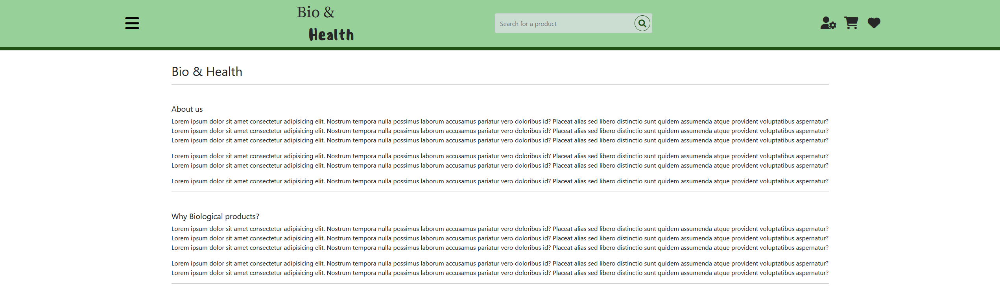 Bio &
Health
Search for a product
Bio & Health
About us
Lorem ipsum dolor sit amet consectetur adipisicing elit. Nostrum tempora nulla possimus laborum accusamus pariatur vero doloribus id? Placeat alias sed libero distinctio sunt quidem assumenda atque provident voluptatibus aspernatur?
Lorem ipsum dolor sit amet consectetur adipisicing elit. Nostrum tempora nulla possimus laborum accusamus pariatur vero doloribus id? Placeat alias sed libero distinctio sunt quidem assumenda atque provident voluptatibus aspernatur?
Lorem ipsum dolor sit amet consectetur adipisicing elit. Nostrum tempora nulla possimus laborum accusamus pariatur vero doloribus id? Placeat alias sed libero distinctio sunt quidem assumenda atque provident voluptatibus aspernatur?
Lorem ipsum dolor sit amet consectetur adipisicing elit. Nostrum tempora nulla possimus laborum accusamus pariatur vero doloribus id? Placeat alias sed libero distinctio sunt quidem assumenda atque provident voluptatibus aspernatur?
Lorem ipsum dolor sit amet consectetur adipisicing elit. Nostrum tempora nulla possimus laborum accusamus pariatur vero doloribus id? Placeat alias sed libero distinctio sunt quidem assumenda atque provident voluptatibus aspernatur?
Lorem ipsum dolor sit amet consectetur adipisicing elit. Nostrum tempora nulla possimus laborum accusamus pariatur vero doloribus id? Placeat alias sed libero distinctio sunt quidem assumenda atque provident voluptatibus aspernatur?
Why Biological products?
Lorem ipsum dolor sit amet consectetur adipisicing elit. Nostrum tempora nulla possimus laborum accusamus pariatur vero doloribus id? Placeat alias sed libero distinctio sunt quidem assumenda atque provident voluptatibus aspernatur?
Lorem ipsum dolor sit amet consectetur adipisicing elit. Nostrum tempora nulla possimus laborum accusamus pariatur vero doloribus id? Placeat alias sed libero distinctio sunt quidem assumenda atque provident voluptatibus aspernatur?
Lorem ipsum dolor sit amet consectetur adipisicing elit. Nostrum tempora nulla possimus laborum accusamus pariatur vero doloribus id? Placeat alias sed libero distinctio sunt quidem assumenda atque provident voluptatibus aspernatur?
Lorem ipsum dolor sit amet consectetur adipisicing elit. Nostrum tempora nulla possimus laborum accusamus pariatur vero doloribus id? Placeat alias sed libero distinctio sunt quidem assumenda atque provident voluptatibus aspernatur?
Lorem ipsum dolor sit amet consectetur adipisicing elit. Nostrum tempora nulla possimus laborum accusamus pariatur vero doloribus id? Placeat alias sed libero distinctio sunt quidem assumenda atque provident voluptatibus aspernatur?